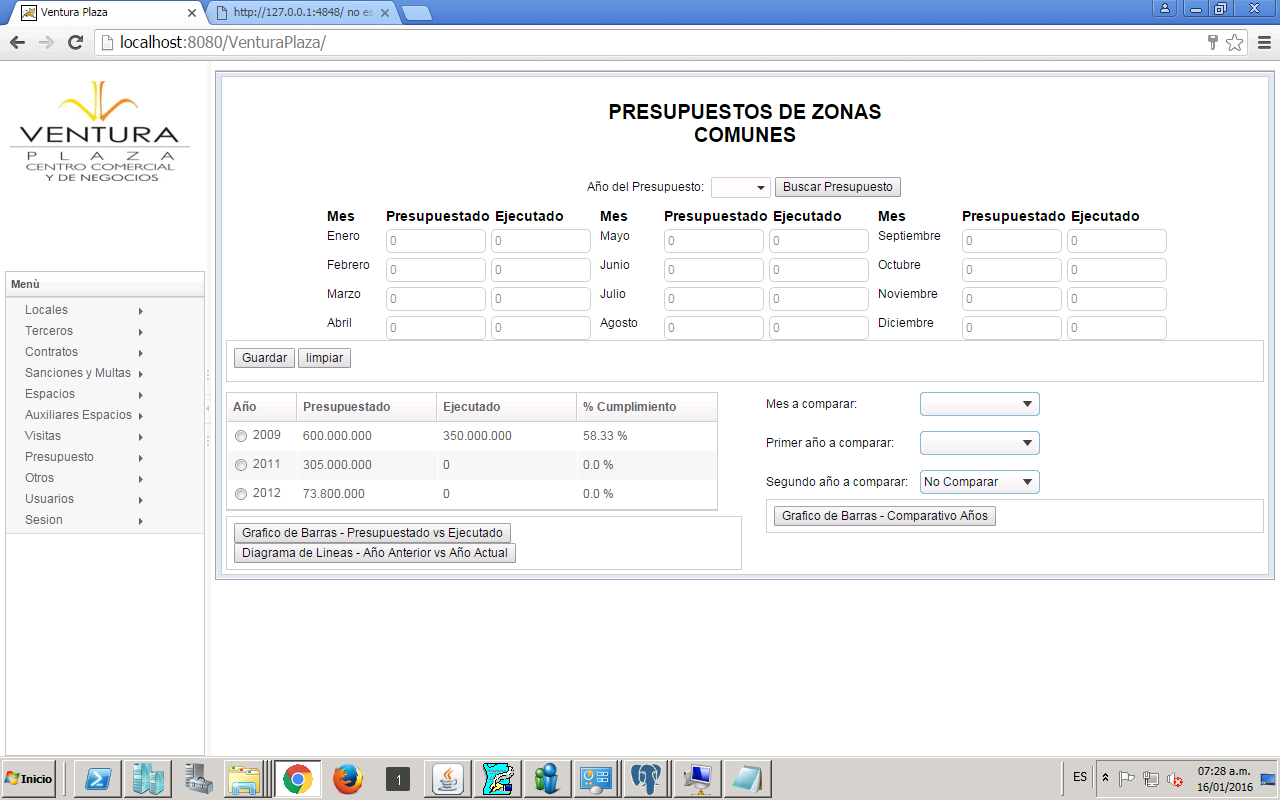 Ventura Plaza
http://127.0.0.1:4848/ no es
localhost:8080/VenturaPlaza/
VENTURA
PLAZA
CENTRO COMERCIAL
Y DE NEGOCIOS
Menù
Locales
Terceros
Contratos
Sanciones y Multas
Espacios
Auxiliares Espacios
Visitas
Presupuesto
Otros
Usuarios
Sesion
PRESUPUESTOS DE ZONAS
COMUNES
Año del Presupuesto: Buscar Presupuesto
Mes Presupuestado Ejecutado Mes Presupuestado Ejecutado Mes Presupuestado Ejecutado
Enero 0 0 Mayo 0 0 Septiembre 0 0
Febrero 0 0 Junio 0 0 Octubre 0 0
Marzo 0 0 Julio 0 0 Noviembre 0 0
Abril 0 0 Agosto 0 0 Diciembre 0 0
Guardar limpiar
Año Presupuestado Ejecutado % Cumplimiento
2009 600.000.000 350.000.000 58.33 %
2011 305.000.000 0 0.0 %
2012 73.800.000 0 0.0 %
Grafico de Barras - Presupuestado vs Ejecutado
Diagrama de Lineas - Año Anterior vs Año Actual
Mes a comparar:
Primer año a comparar:
Segundo año a comparar: No Comparar
Grafico de Barras - Comparativo Años
Inicio
1
ES
07:28 a.m.
16/01/2016